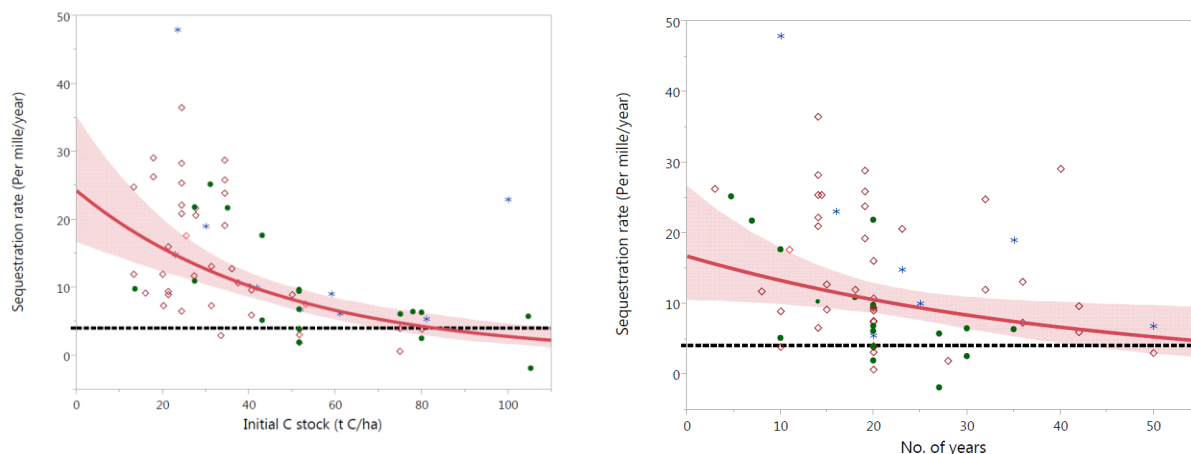 50
40
30
20
10
0
Sequestration rate (Per mille/year)
0 20 40 60 80 100
Initial C stock (t C/ha)
50
40
30
20
10
0
Sequestration rate (Per mille/year)
0 10 20 30 40 50
No. of years